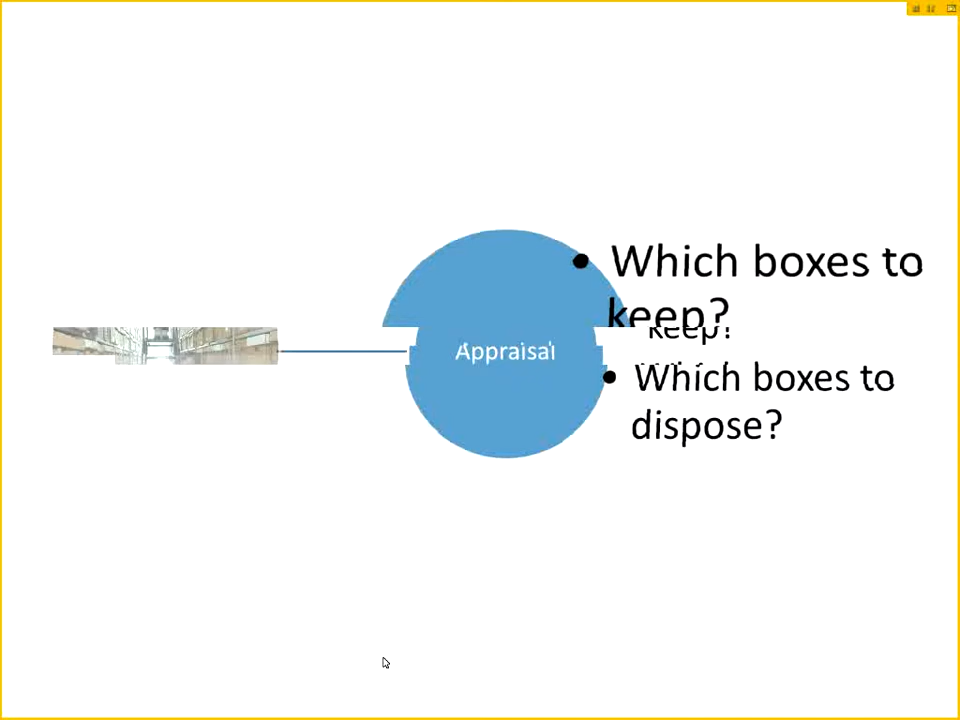 • Which boxes to
keep?
Appraisal
• Which boxes to
dispose?